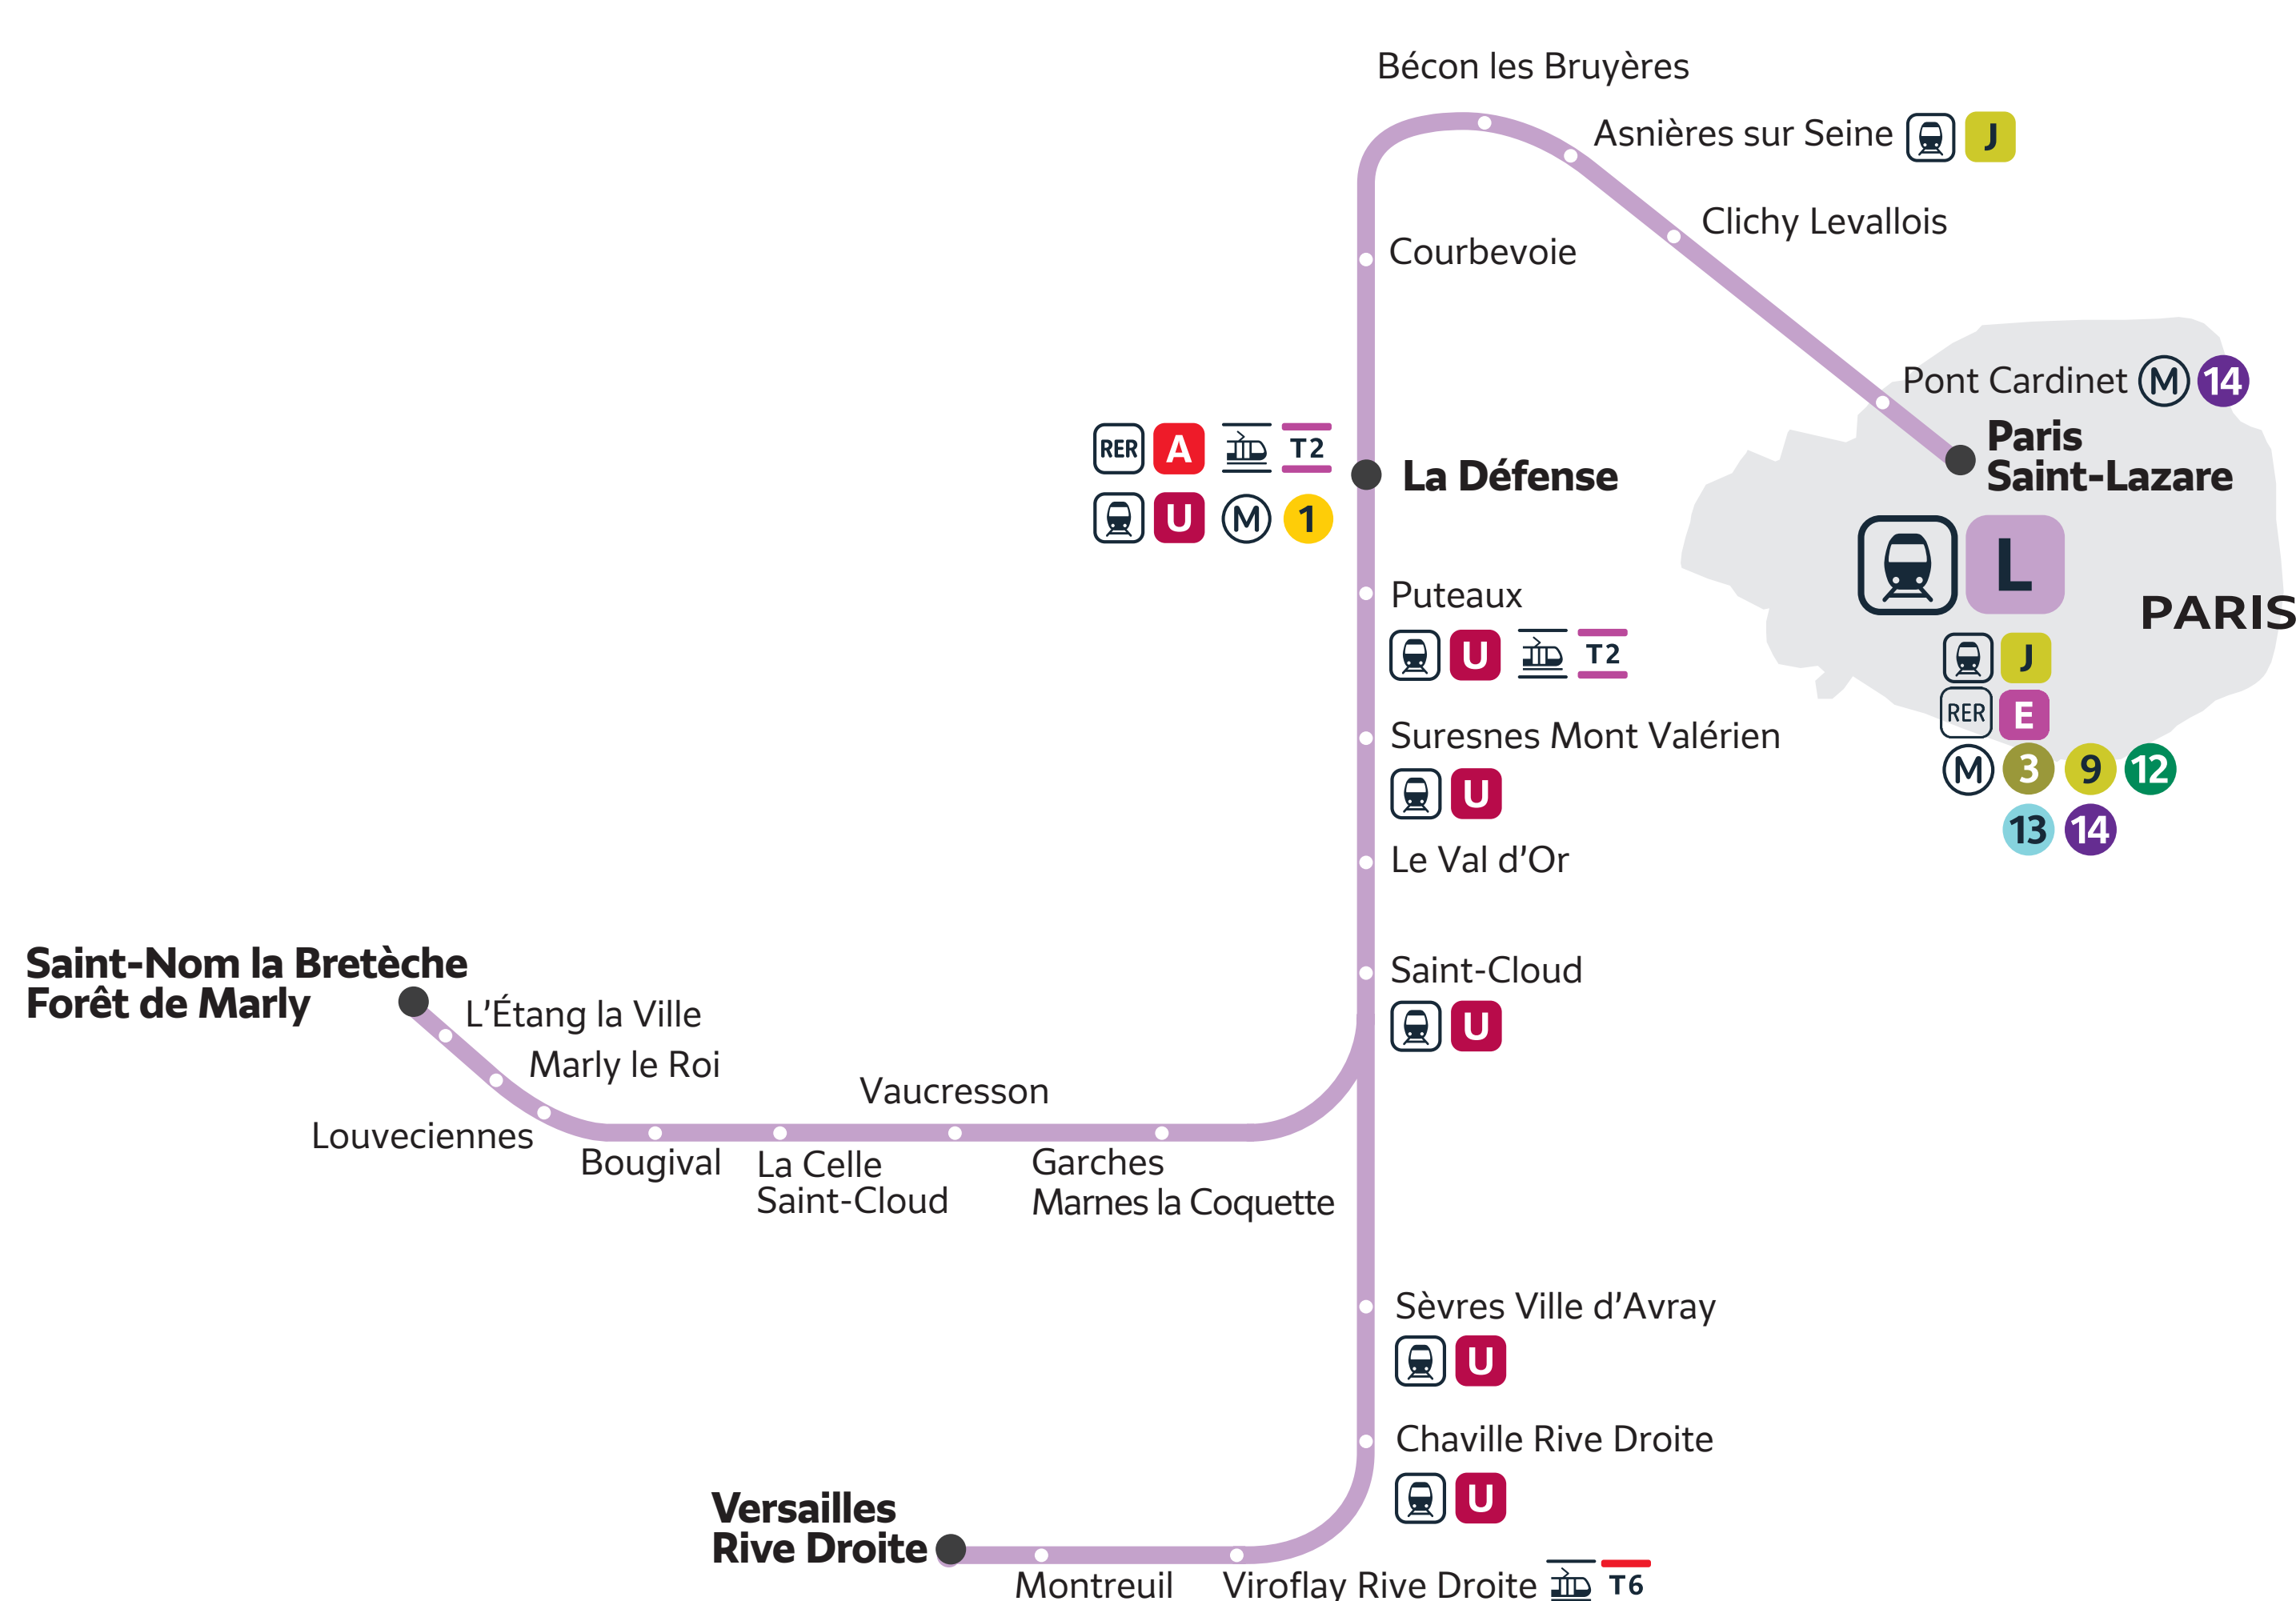 Bécon les Bruyères
Asnières sur Seine J
Clichy Levallois
Courbevoie
Pont Cardinet M 14
Paris
Saint-Lazare
L
PARIS
J
RER E
M 3 9 12
13 14
RER A T2
U M 1
La Défense
Puteaux
U T2
Suresnes Mont Valérien
U
Le Val d'Or
Saint-Cloud
U
Saint-Nom la Bretèche
Forêt de Marly
L'Étang la Ville
Marly le Roi
Louveciennes
Bougival
La Celle
Saint-Cloud
Vaucresson
Garches
Marnes la Coquette
Sèvres Ville d'Avray
U
Chaville Rive Droite
U
Versailles
Rive Droite
Montreuil
Viroflay Rive Droite T6